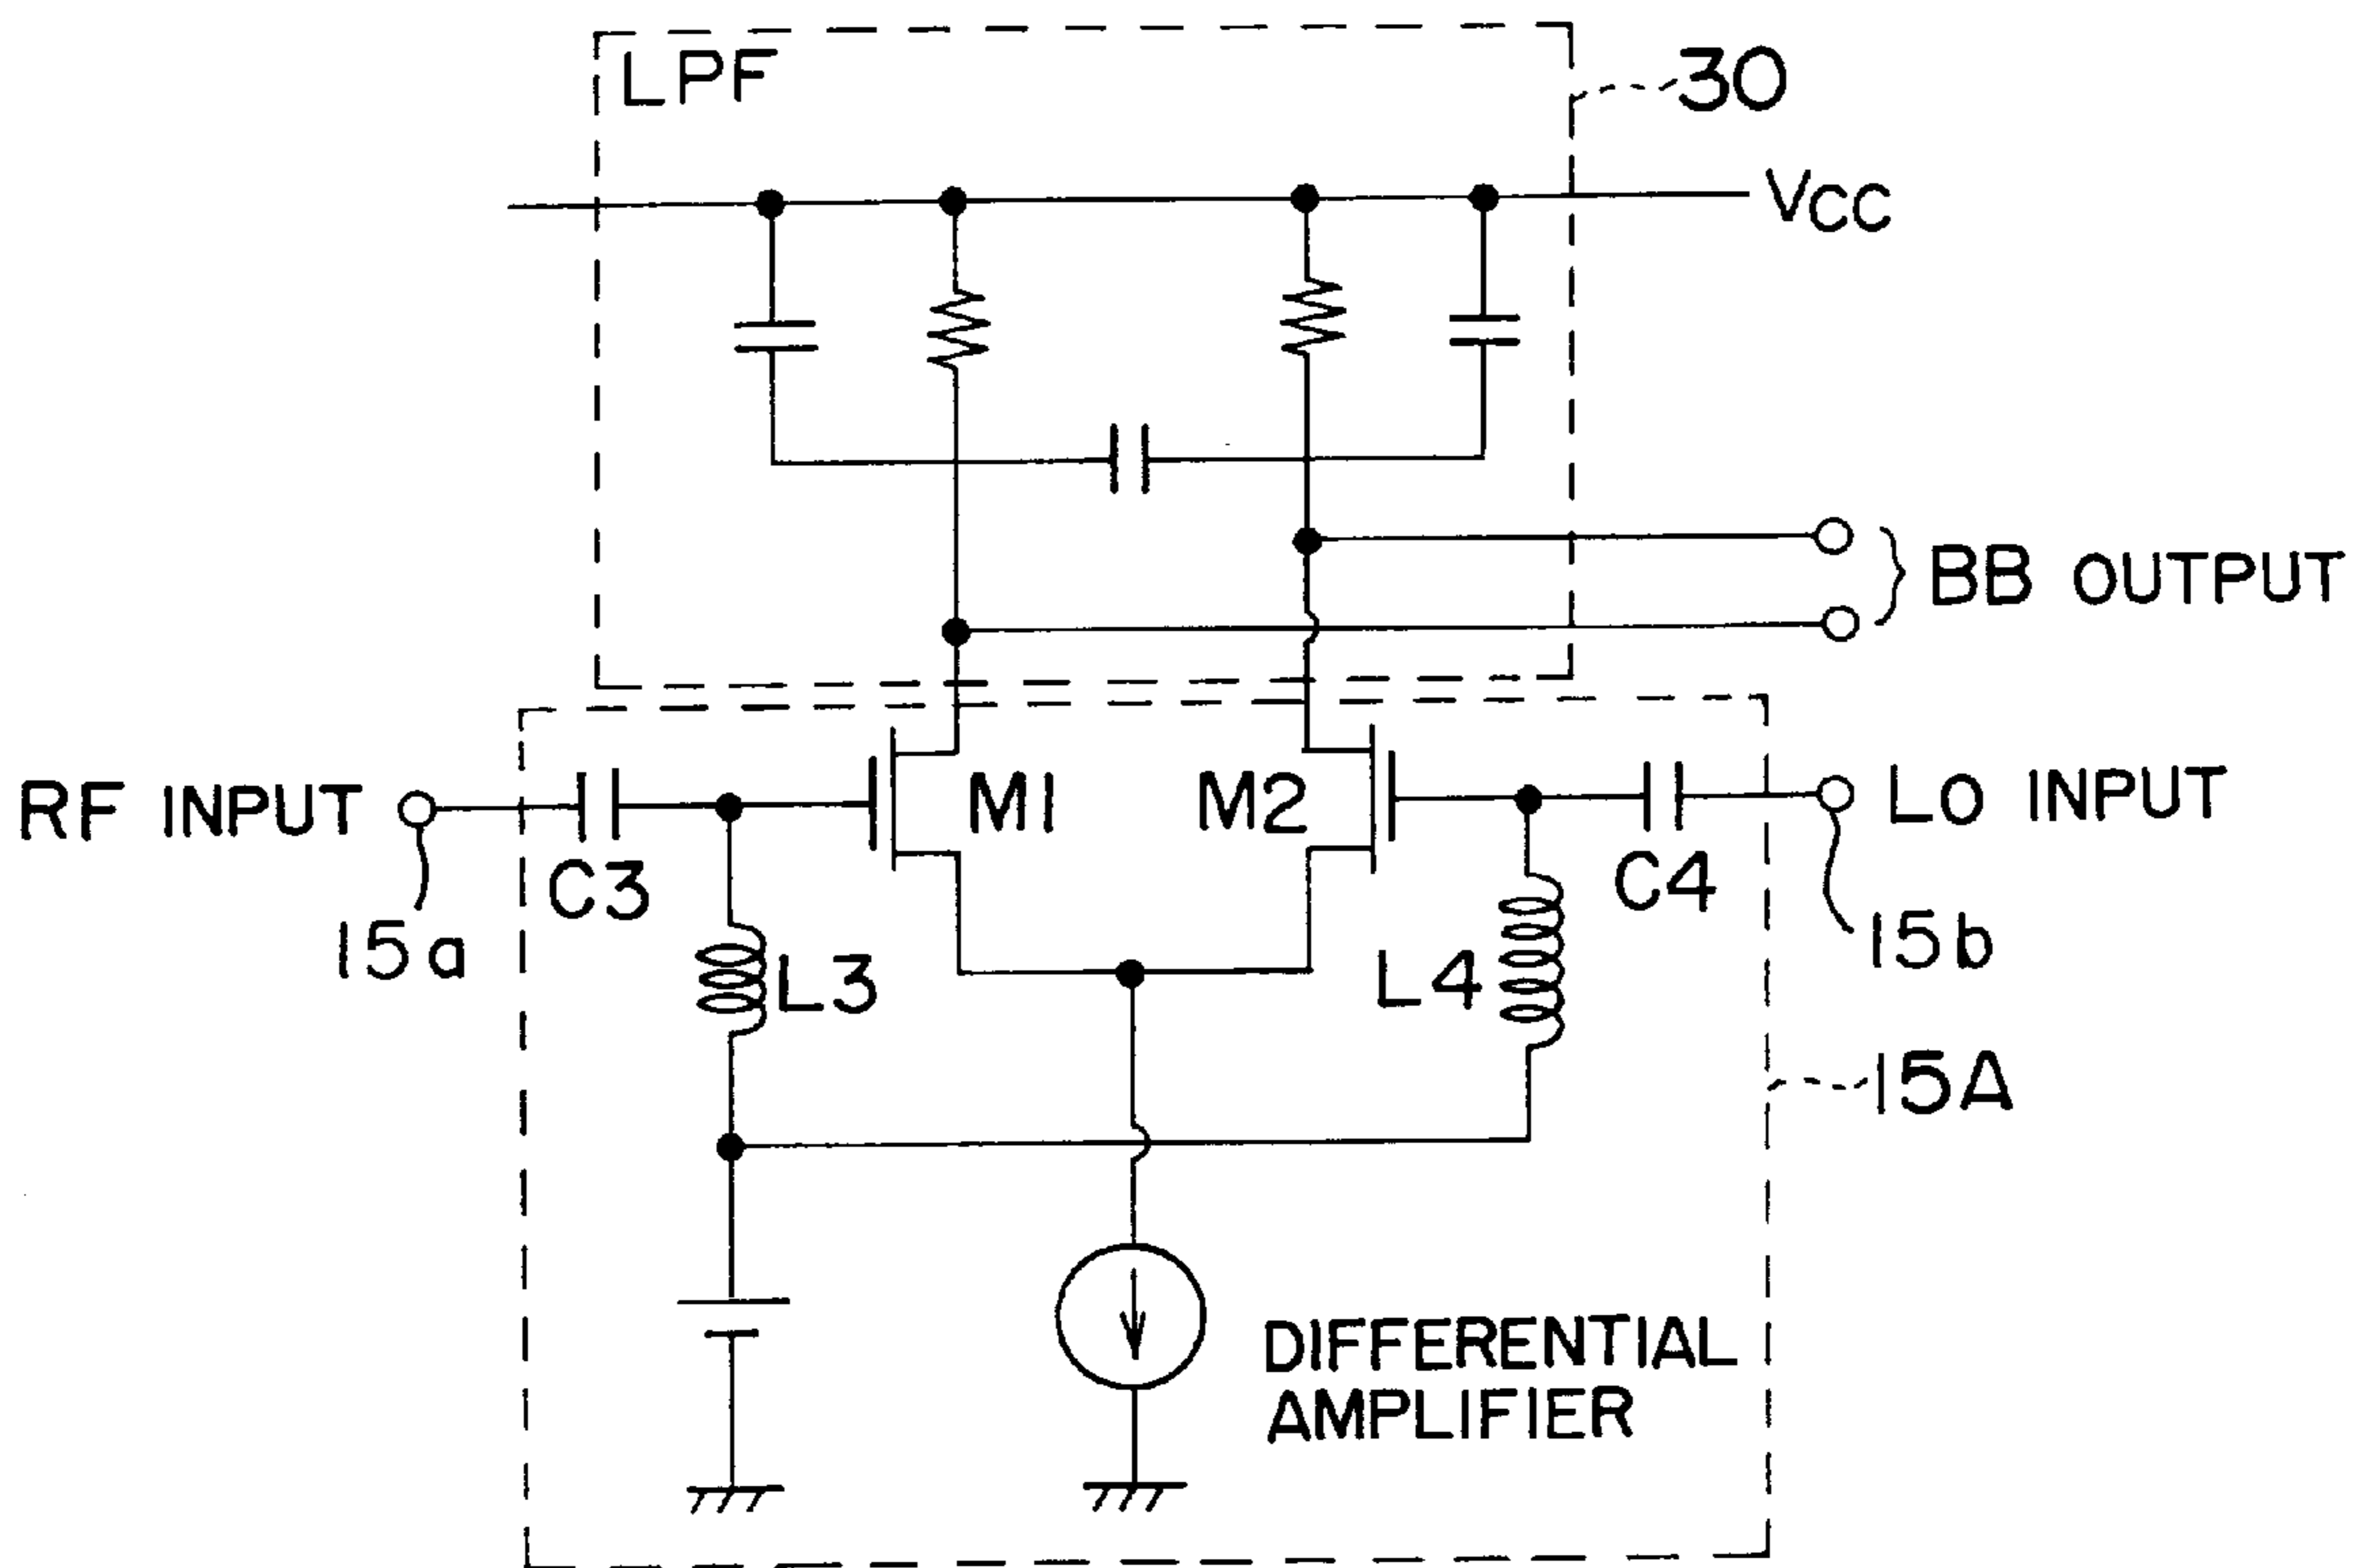 LPF
30
VCC
BB OUTPUT
RF INPUT
M1
M2
LO INPUT
C3
C4
15a
L3
L4
15b
15A
DIFFERENTIAL
AMPLIFIER